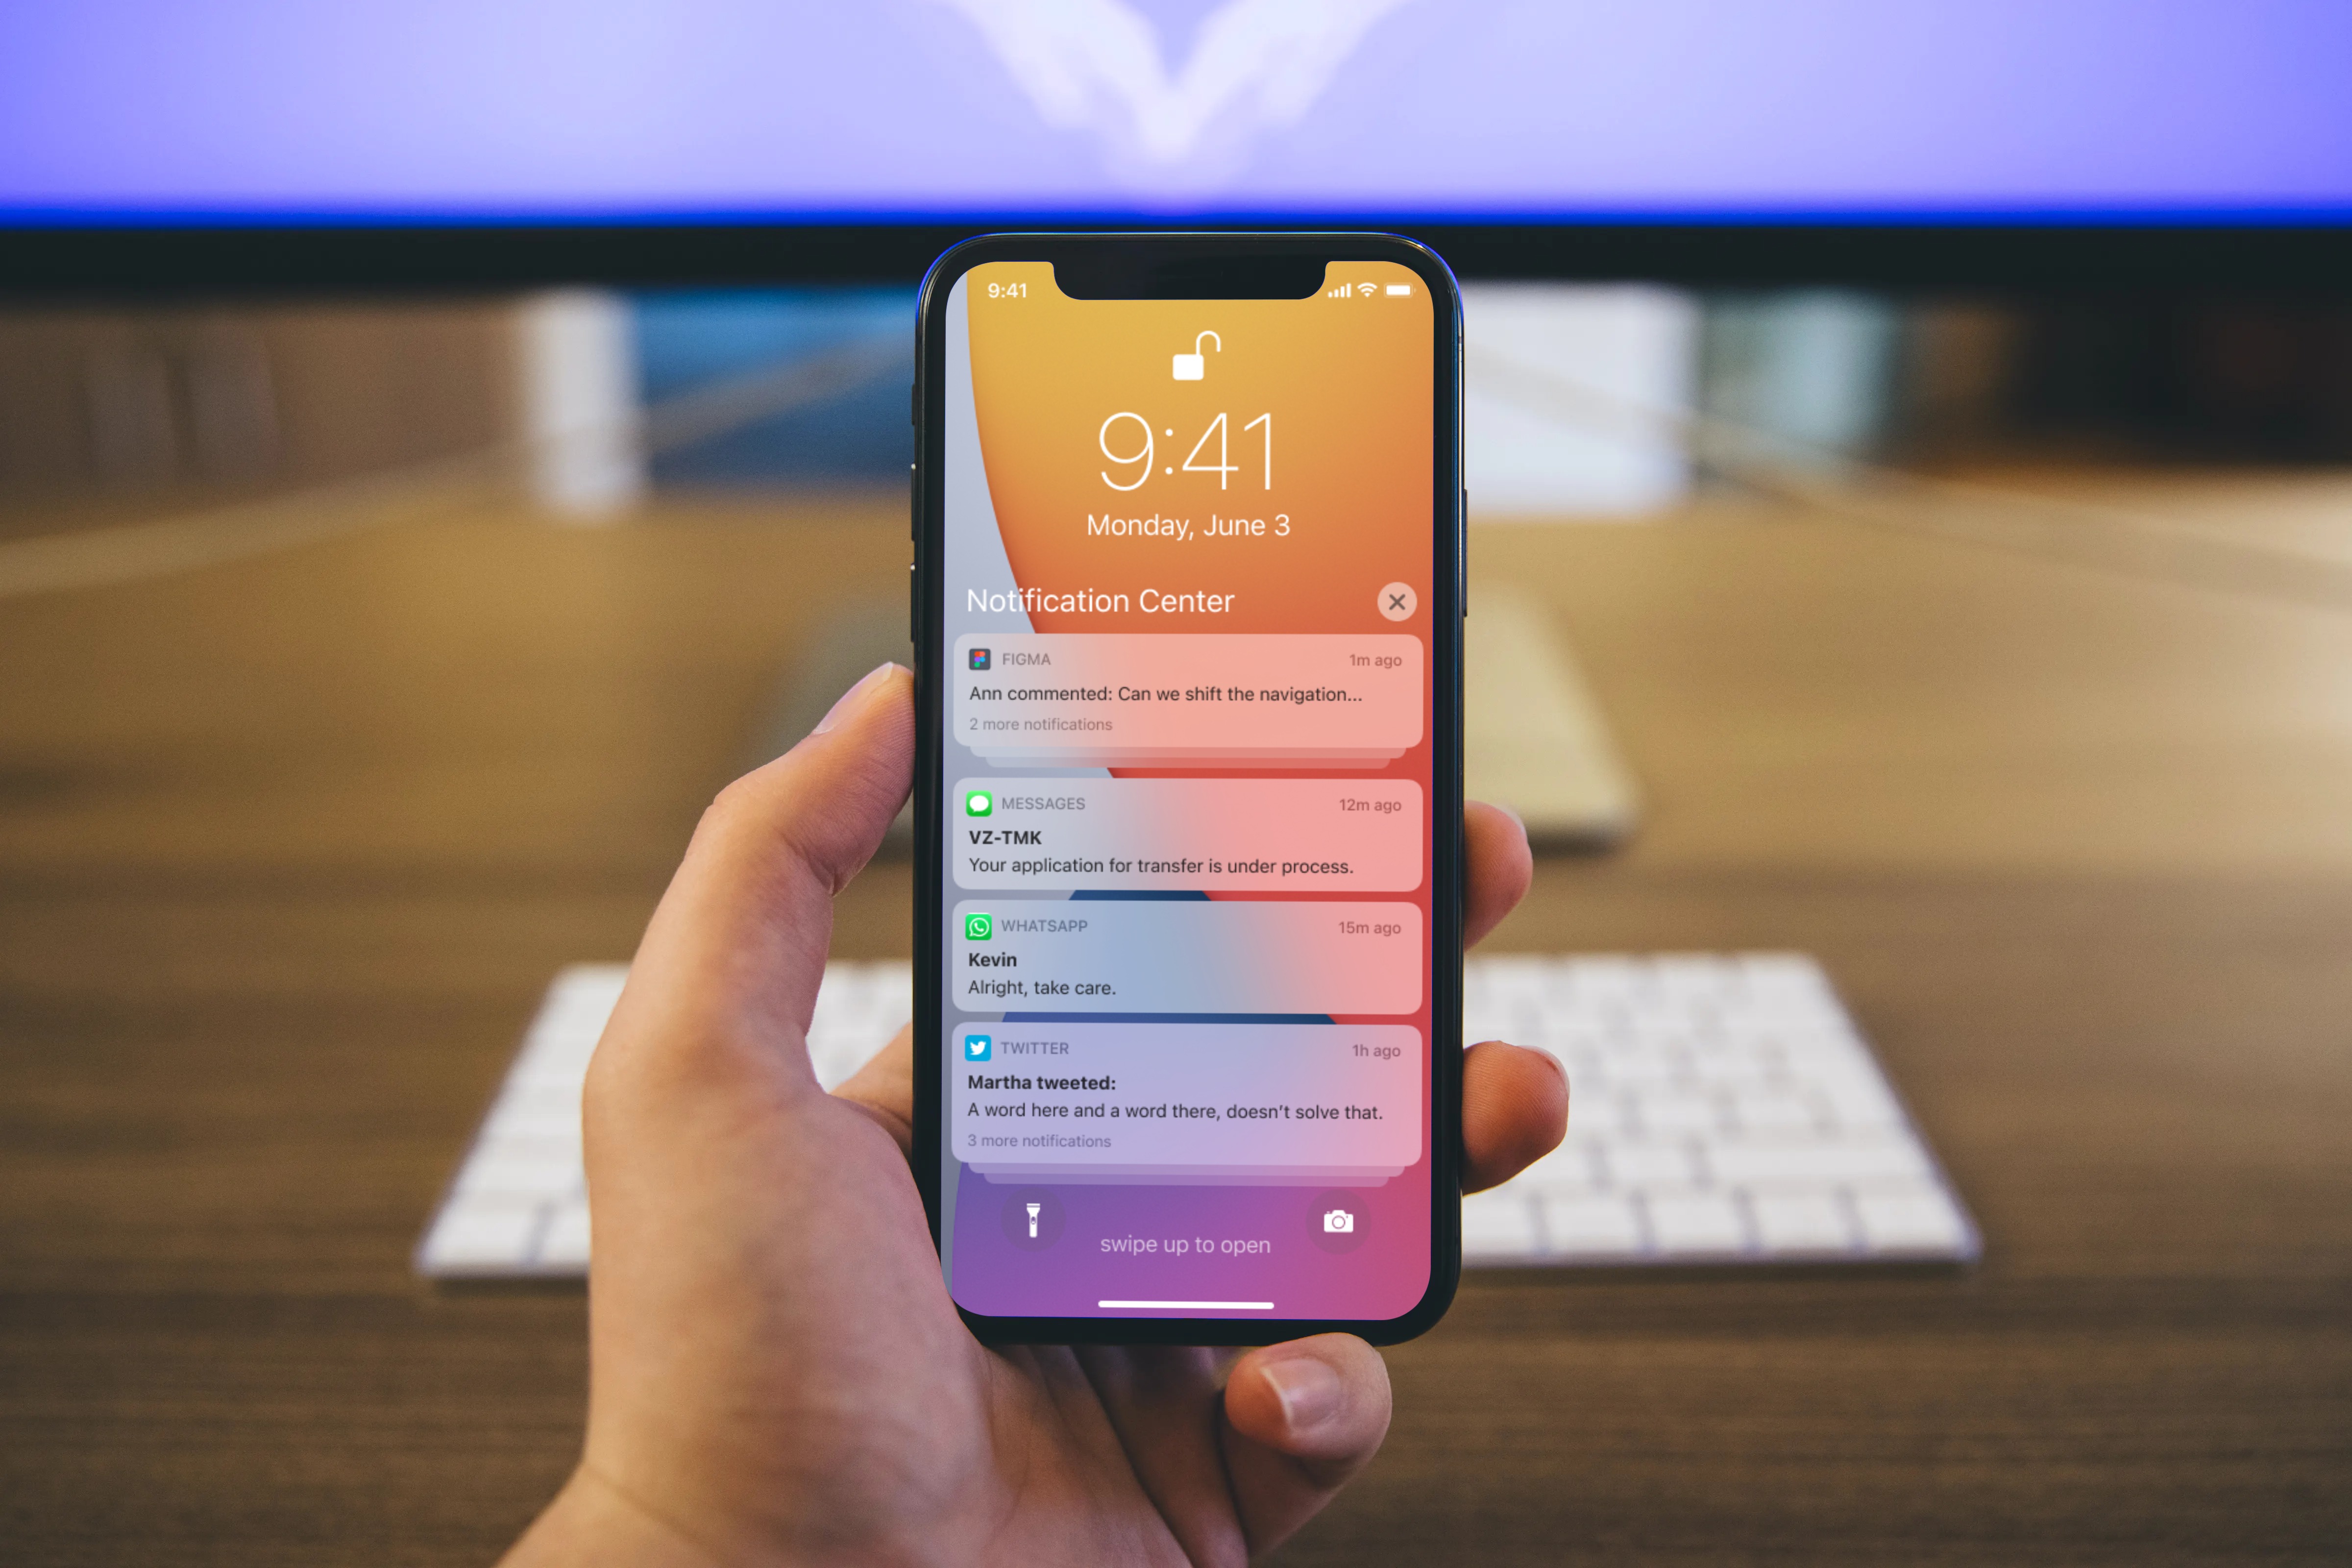 9:41
9:41
Monday, June 3
Notification Center
FIGMA 1m ago
Ann commented: Can we shift the navigation...
2 more notifications
MESSAGES 12m ago
VZ-TMK
Your application for transfer is under process.
WHATSAPP 15m ago
Kevin
Alright, take care.
TWITTER 1h ago
Martha tweeted:
A word here and a word there, doesn't solve that.
3 more notifications
swipe up to open